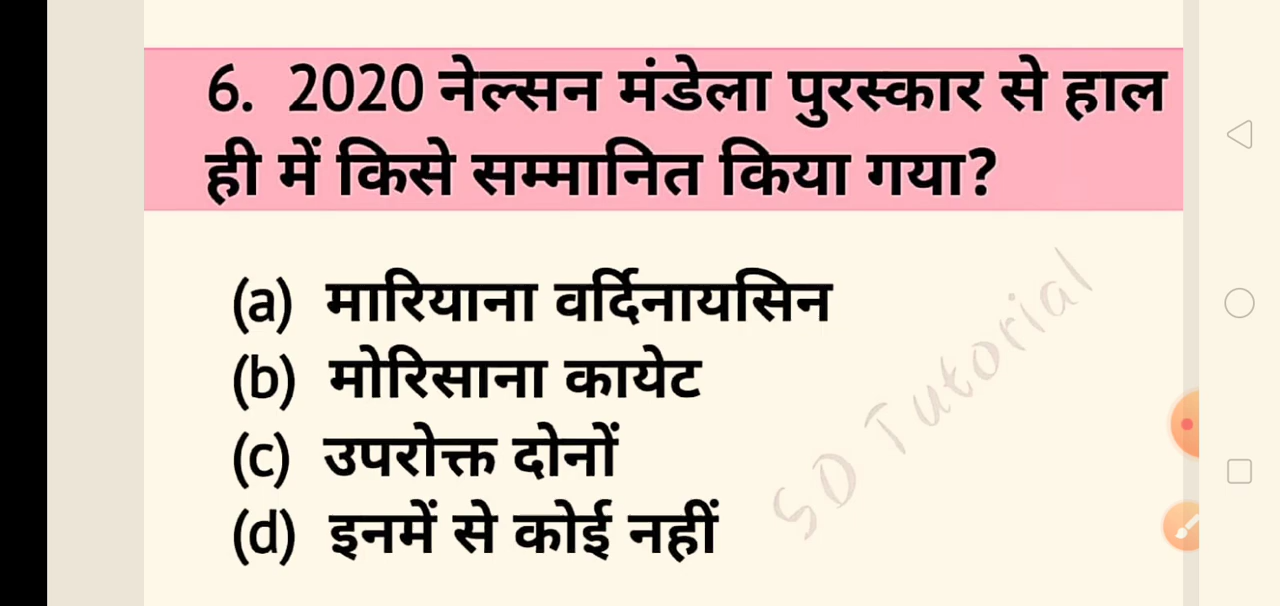 6. 2020 नेल्सन मंडेला पुरस्कार से हाल
ही में किसे सम्मानित किया गया?
(a) मारियाना वर्दिनायसिन
(b) मोरिसाना कायेट
(c) उपरोक्त दोनों
(d) इनमें से कोई नहीं
SD Tutorial